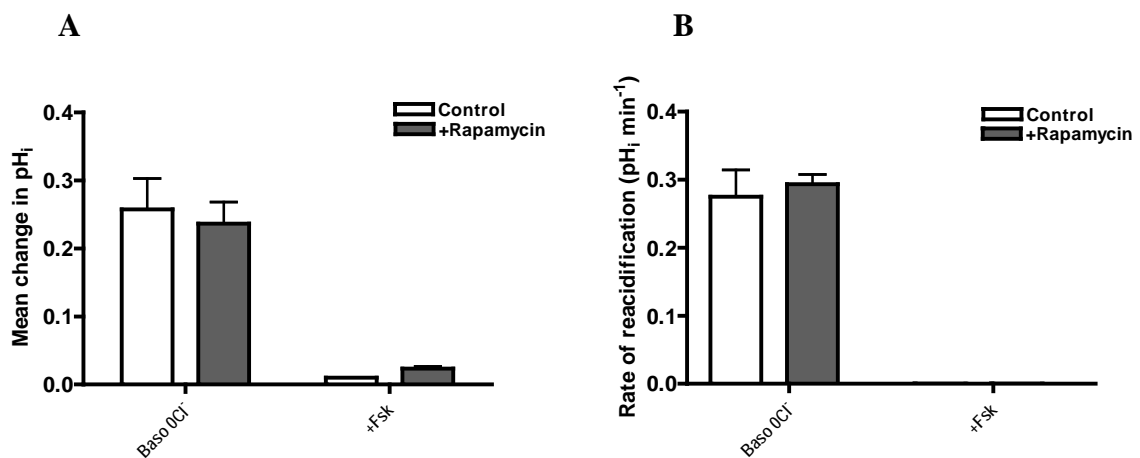 A
Mean change in pHi
0.4
0.3
0.2
0.1
0.0
Control
+Rapamycin
Baso 0Cl-
+Fsk
B
Rate of reacidification (pHi min-1)
0.4
0.3
0.2
0.1
0.0
Control
+Rapamycin
Baso 0Cl-
+Fsk